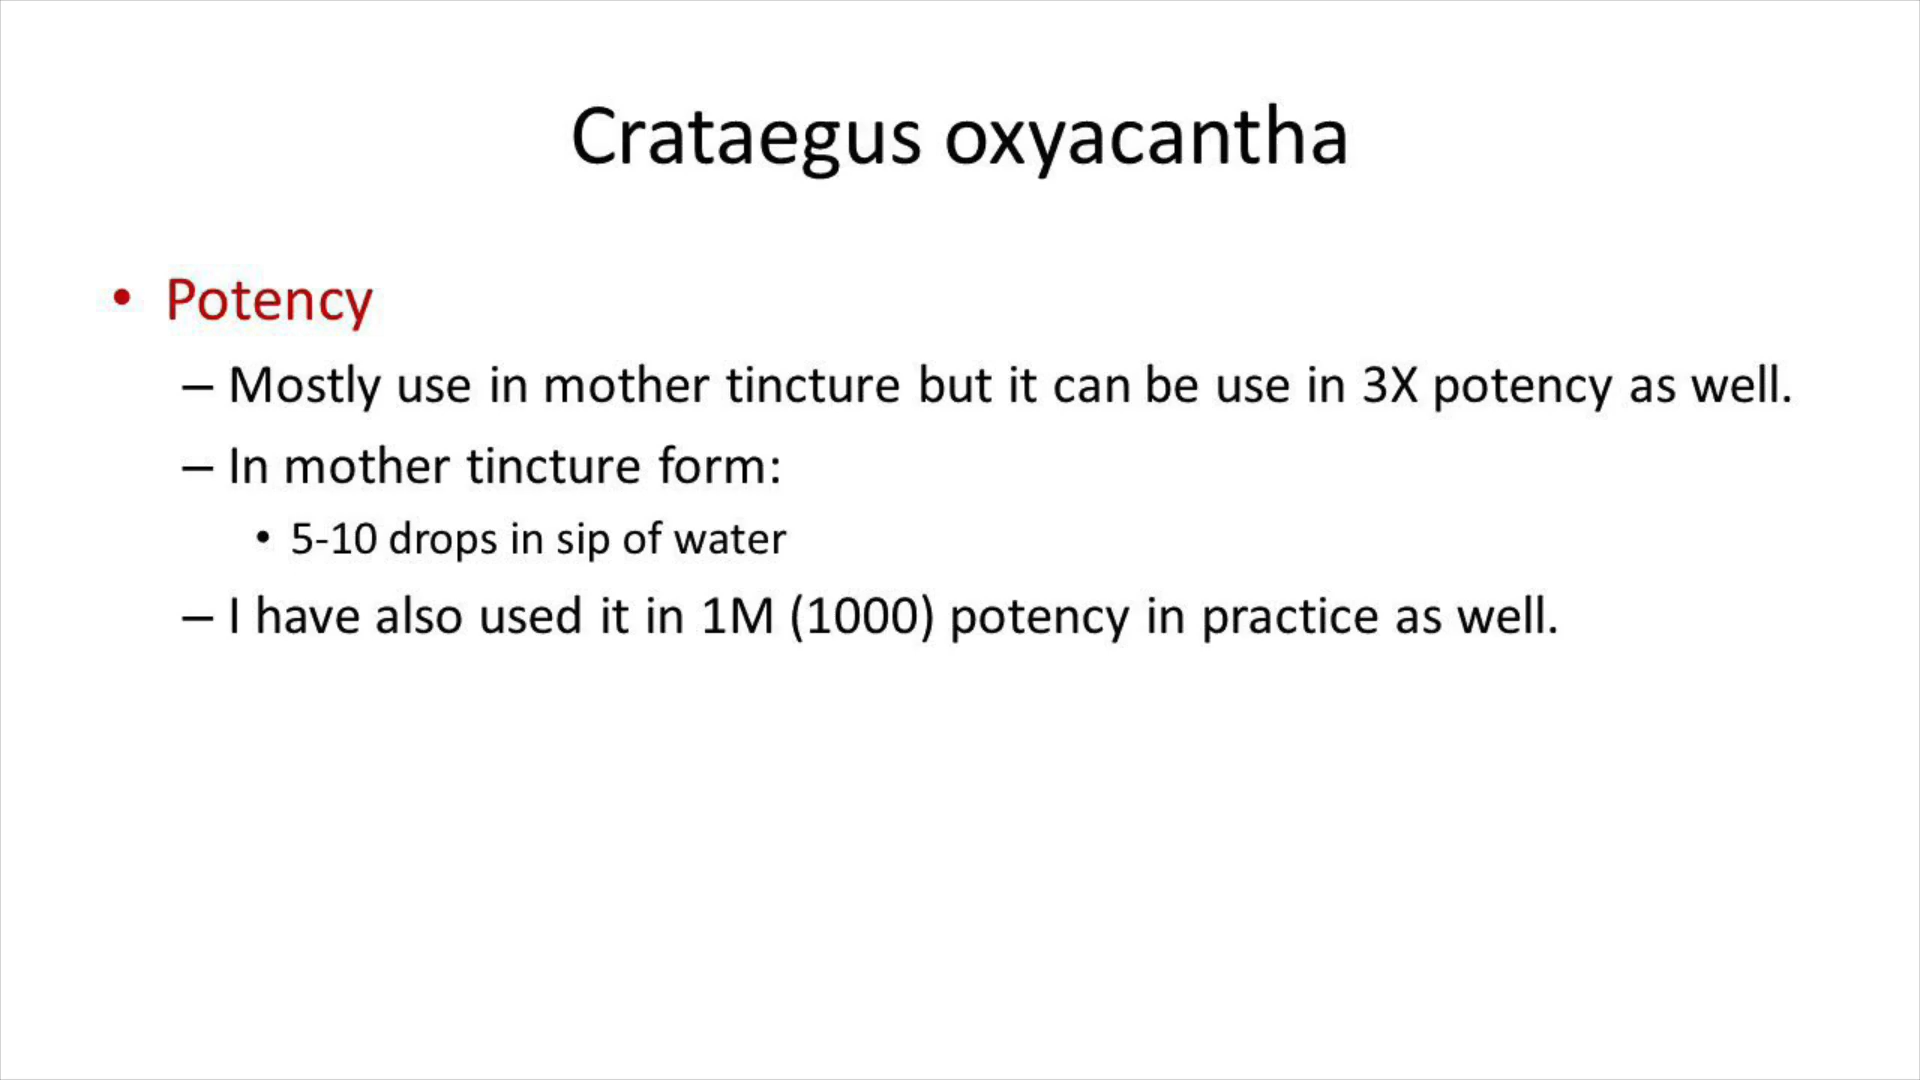 Crataegus oxyacantha
• Potency
– Mostly use in mother tincture but it can be use in 3X potency as well.
– In mother tincture form:
• 5-10 drops in sip of water
– I have also used it in 1M (1000) potency in practice as well.